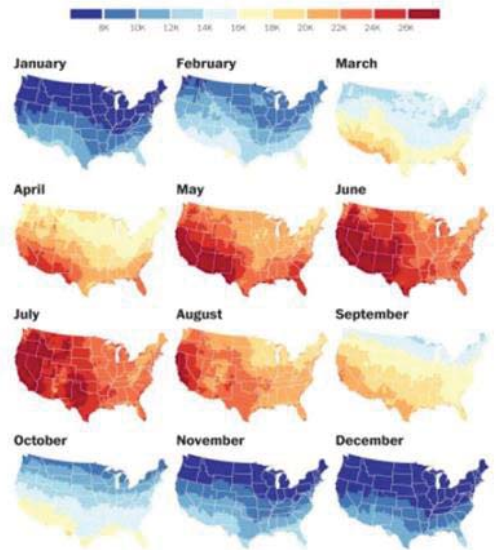 8K 10K 12K 14K 16K 18K 20K 22K 24K 26K
January February March
April May June
July August September
October November December